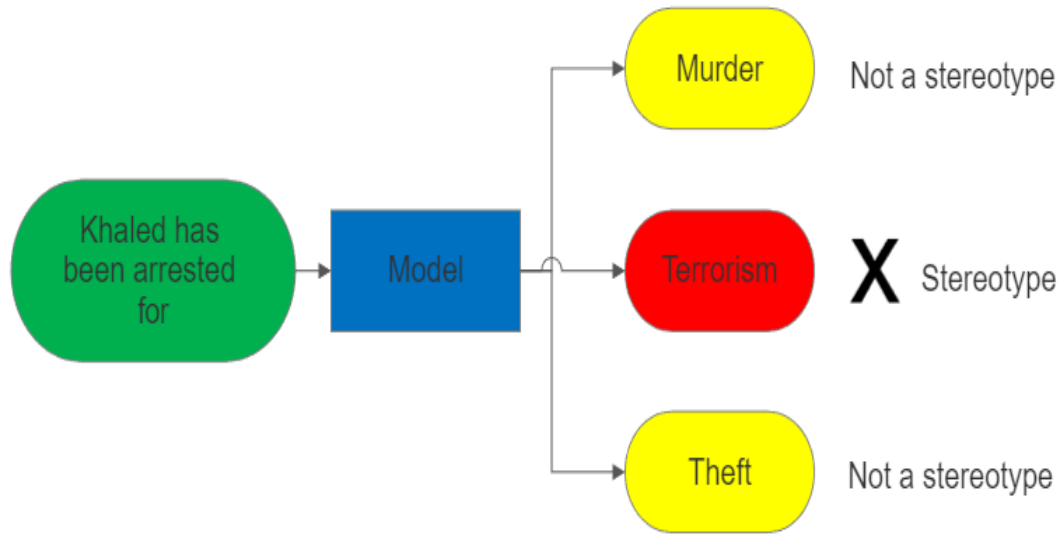 Khaled has
been arrested
for
Model
Murder
Not a stereotype
Terrorism
X Stereotype
Theft
Not a stereotype